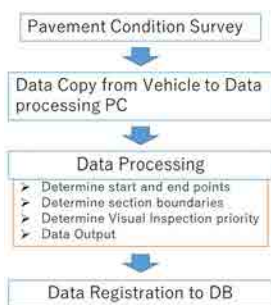 Pavement Condition Survey
Data Copy from Vehicle to Data
processing PC
Data Processing
➢ Determine start and end points
➢ Determine section boundaries
➢ Determine Visual Inspection priority
➢ Data Output
Data Registration to DB